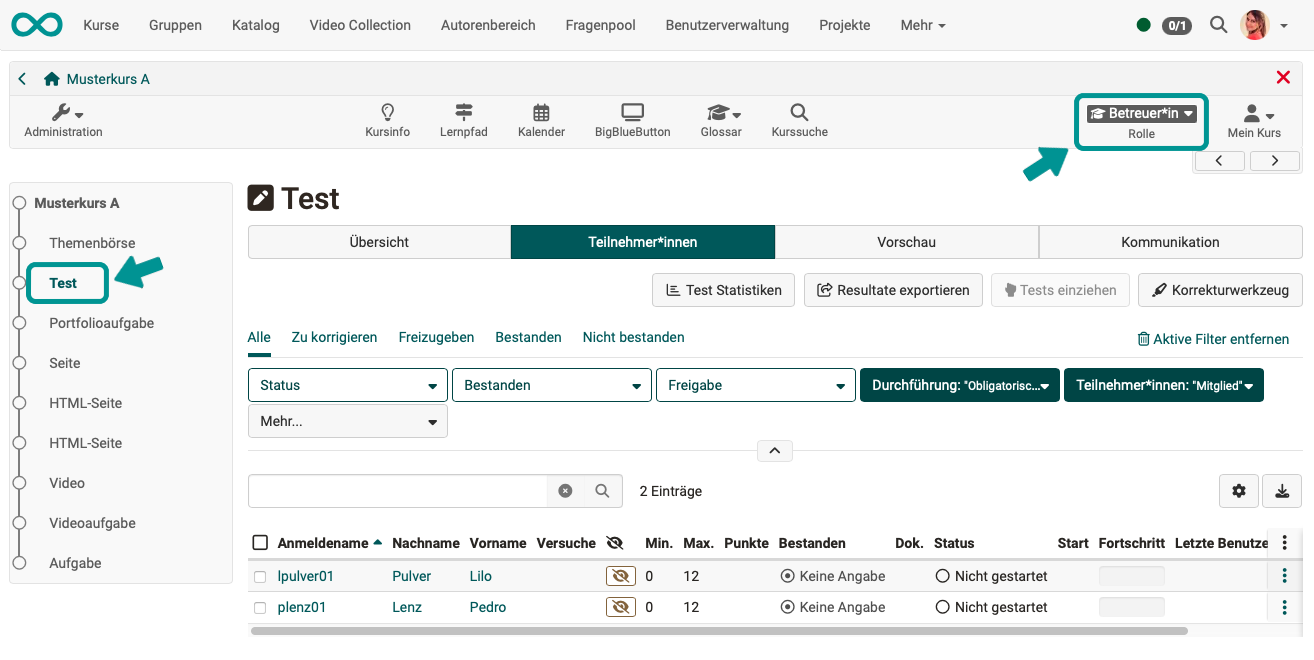 Kurse Gruppen Katalog Video Collection Autorenbereich Fragenpool Benutzerverwaltung Projekte Mehr 0/1
Musterkurs A
Administration Kursinfo Lernpfad Kalender BigBlueButton Glossar Kurssuche Betreuer*in Rolle Mein Kurs
Musterkurs A
Themenbörse
Test
Portfolioaufgabe
Seite
HTML-Seite
HTML-Seite
Video
Videoaufgabe
Aufgabe
Test
Übersicht Teilnehmer*innen Vorschau Kommunikation
Test Statistiken Resultate exportieren Tests einziehen Korrekturwerkzeug
Alle Zu korrigieren Freizugeben Bestanden Nicht bestanden Aktive Filter entfernen
Status Bestanden Freigabe Durchführung: "Obligatorisc... Teilnehmer*innen: "Mitglied"
Mehr...
2 Einträge
Anmeldename Nachname Vorname Versuche Min. Max. Punkte Bestanden Dok. Status Start Fortschritt Letzte Benutze
lpulver01 Pulver Lilo 0 12 Keine Angabe Nicht gestartet
plenz01 Lenz Pedro 0 12 Keine Angabe Nicht gestartet